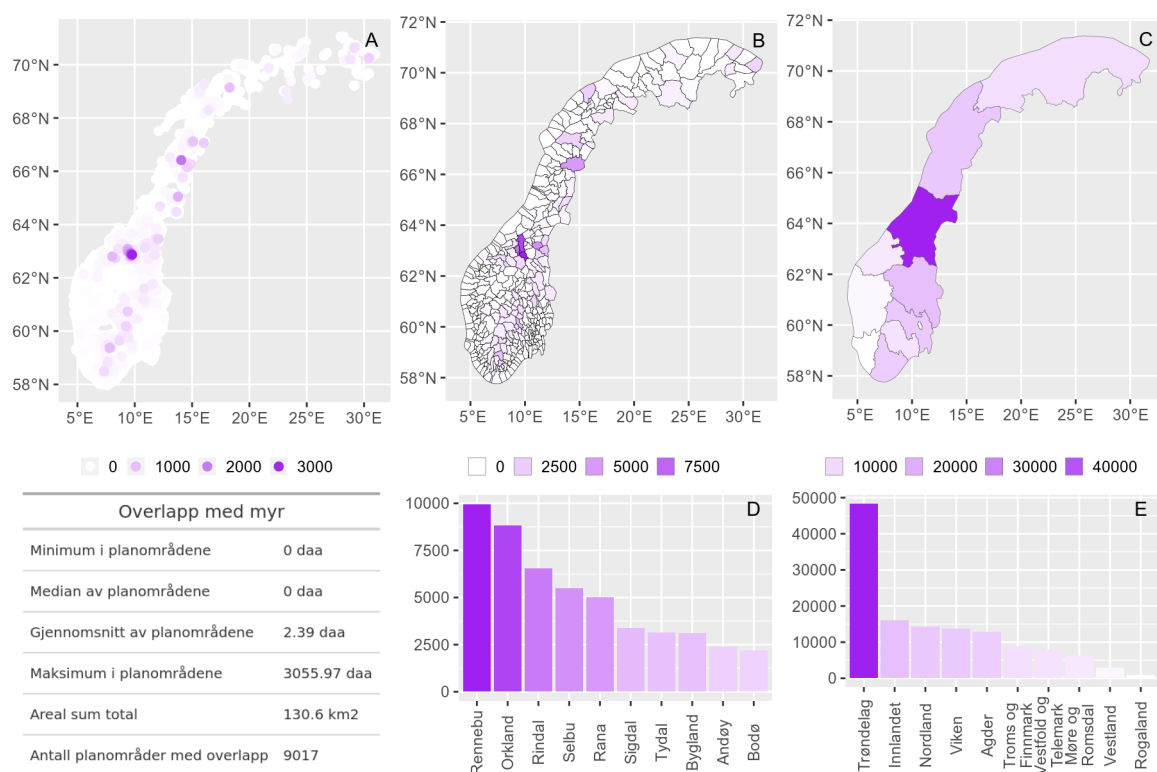 A
70°N
68°N
66°N
64°N
62°N
60°N
58°N
5°E 10°E 15°E 20°E 25°E 30°E
0 1000 2000 3000
B
72°N
70°N
68°N
66°N
64°N
62°N
60°N
58°N
5°E 10°E 15°E 20°E 25°E 30°E
0 2500 5000 7500
C
72°N
70°N
68°N
66°N
64°N
62°N
60°N
58°N
5°E 10°E 15°E 20°E 25°E 30°E
10000 20000 30000 40000
Overlapp med myr
Minimum i planområdene 0 daa
Median av planområdene 0 daa
Gjennomsnitt av planområdene 2.39 daa
Maksimum i planområdene 3055.97 daa
Areal sum total 130.6 km2
Antall planområder med overlapp 9017
D
10000
7500
5000
2500
0
Rennebu
Orkland
Rindal
Selbu
Rana
Sigdal
Tydal
Bygland
Andøy
Bodø
E
50000
40000
30000
20000
10000
0
Trøndelag
Innlandet
Nordland
Viken
Agder
Troms og
Finnmark
Vestfold og
Telemark
Møre og
Romsdal
Vestland
Rogaland